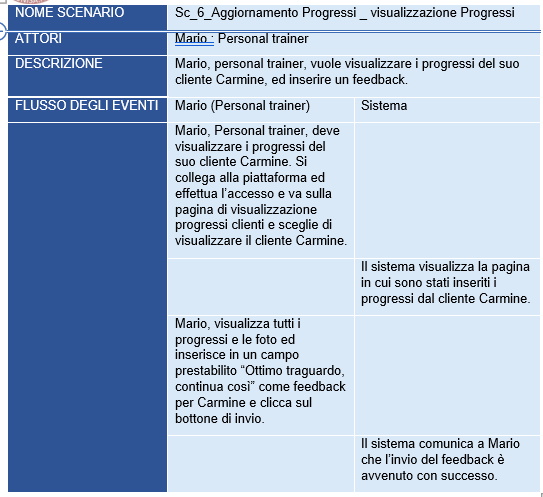 NOME SCENARIO Sc_6_Aggiornamento Progressi _ visualizzazione Progressi
ATTORI Mario : Personal trainer
DESCRIZIONE Mario, personal trainer, vuole visualizzare i progressi del suo
cliente Carmine, ed inserire un feedback.
FLUSSO DEGLI EVENTI Mario (Personal trainer) Sistema
Mario, Personal trainer, deve
visualizzare i progressi del
suo cliente Carmine. Si
collega alla piattaforma ed
effettua l’accesso e va sulla
pagina di visualizzazione
progressi clienti e sceglie di
visualizzare il cliente Carmine.
Il sistema visualizza la pagina
in cui sono stati inseriti i
progressi dal cliente Carmine.
Mario, visualizza tutti i
progressi e le foto ed
inserisce in un campo
prestabilito “Ottimo traguardo,
continua così” come feedback
per Carmine e clicca sul
bottone di invio.
Il sistema comunica a Mario
che l’invio del feedback è
avvenuto con successo.